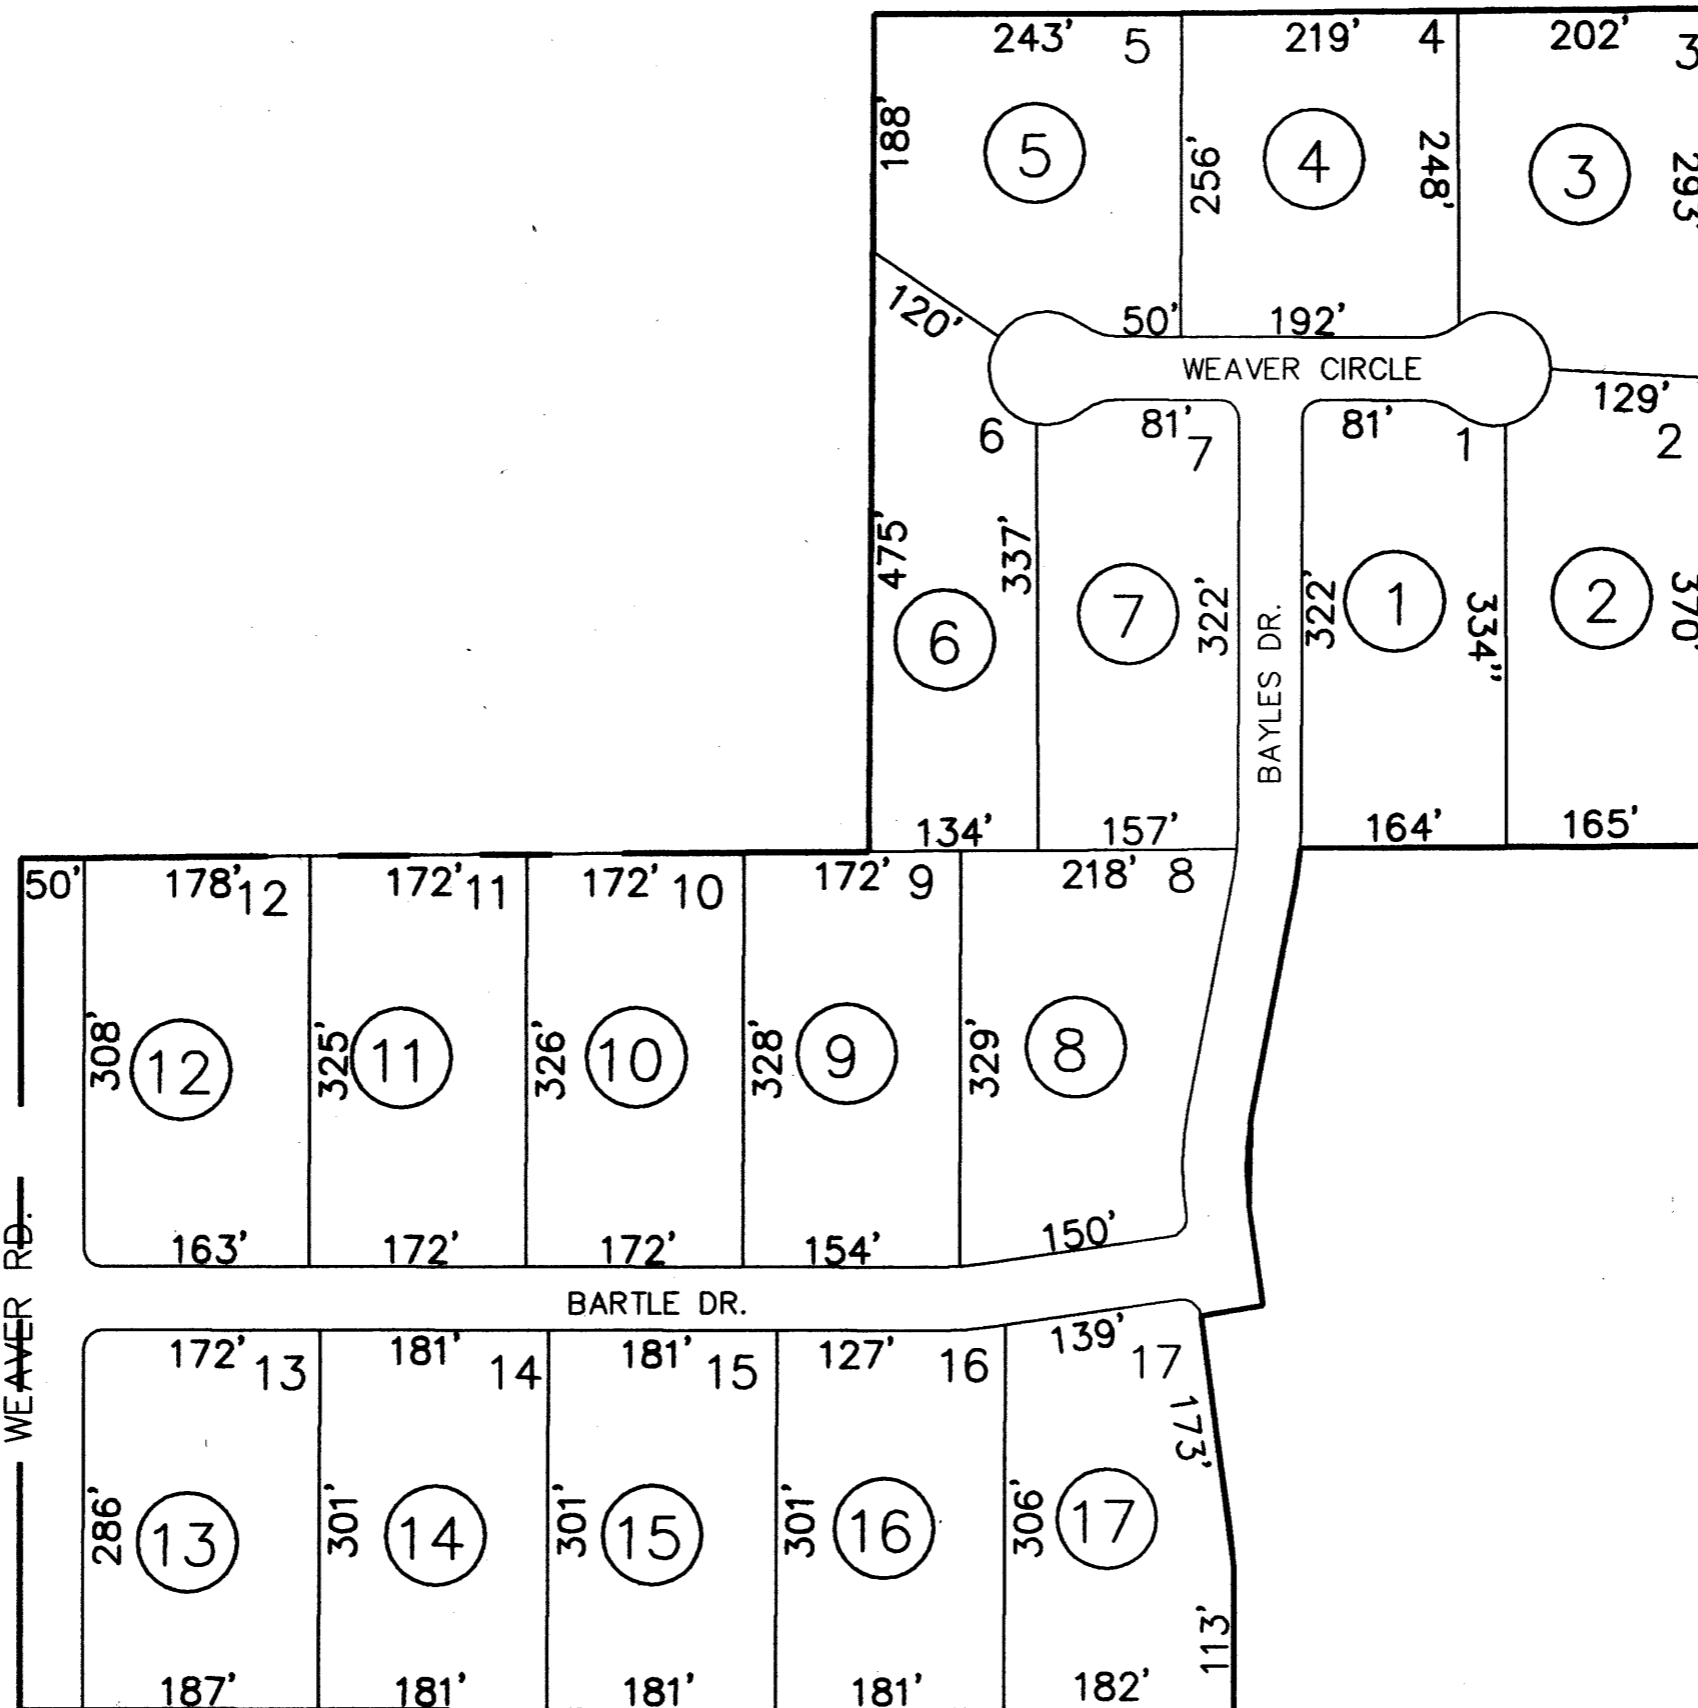 243' 5 219' 4 202' 3
188' 5 256' 4 248' 3 293'
120' 50' 192'
WEAVER CIRCLE
129'
6 81' 7 81' 1 2
475' 337' 322' 322' 334" 370'
6 7 1 2
BAYLES DR.
134' 157' 164' 165'
50' 178' 12 172' 11 172' 10 172' 9 218' 8
308' 12 325' 11 326' 10 328' 9 329' 8
163' 172' 172' 154' 150'
BARTLE DR.
WEAVER RD.
172' 13 181' 14 181' 15 127' 16 139' 17
173'
286' 13 301' 14 301' 15 301' 16 306' 17
113'
187' 181' 181' 181' 182'